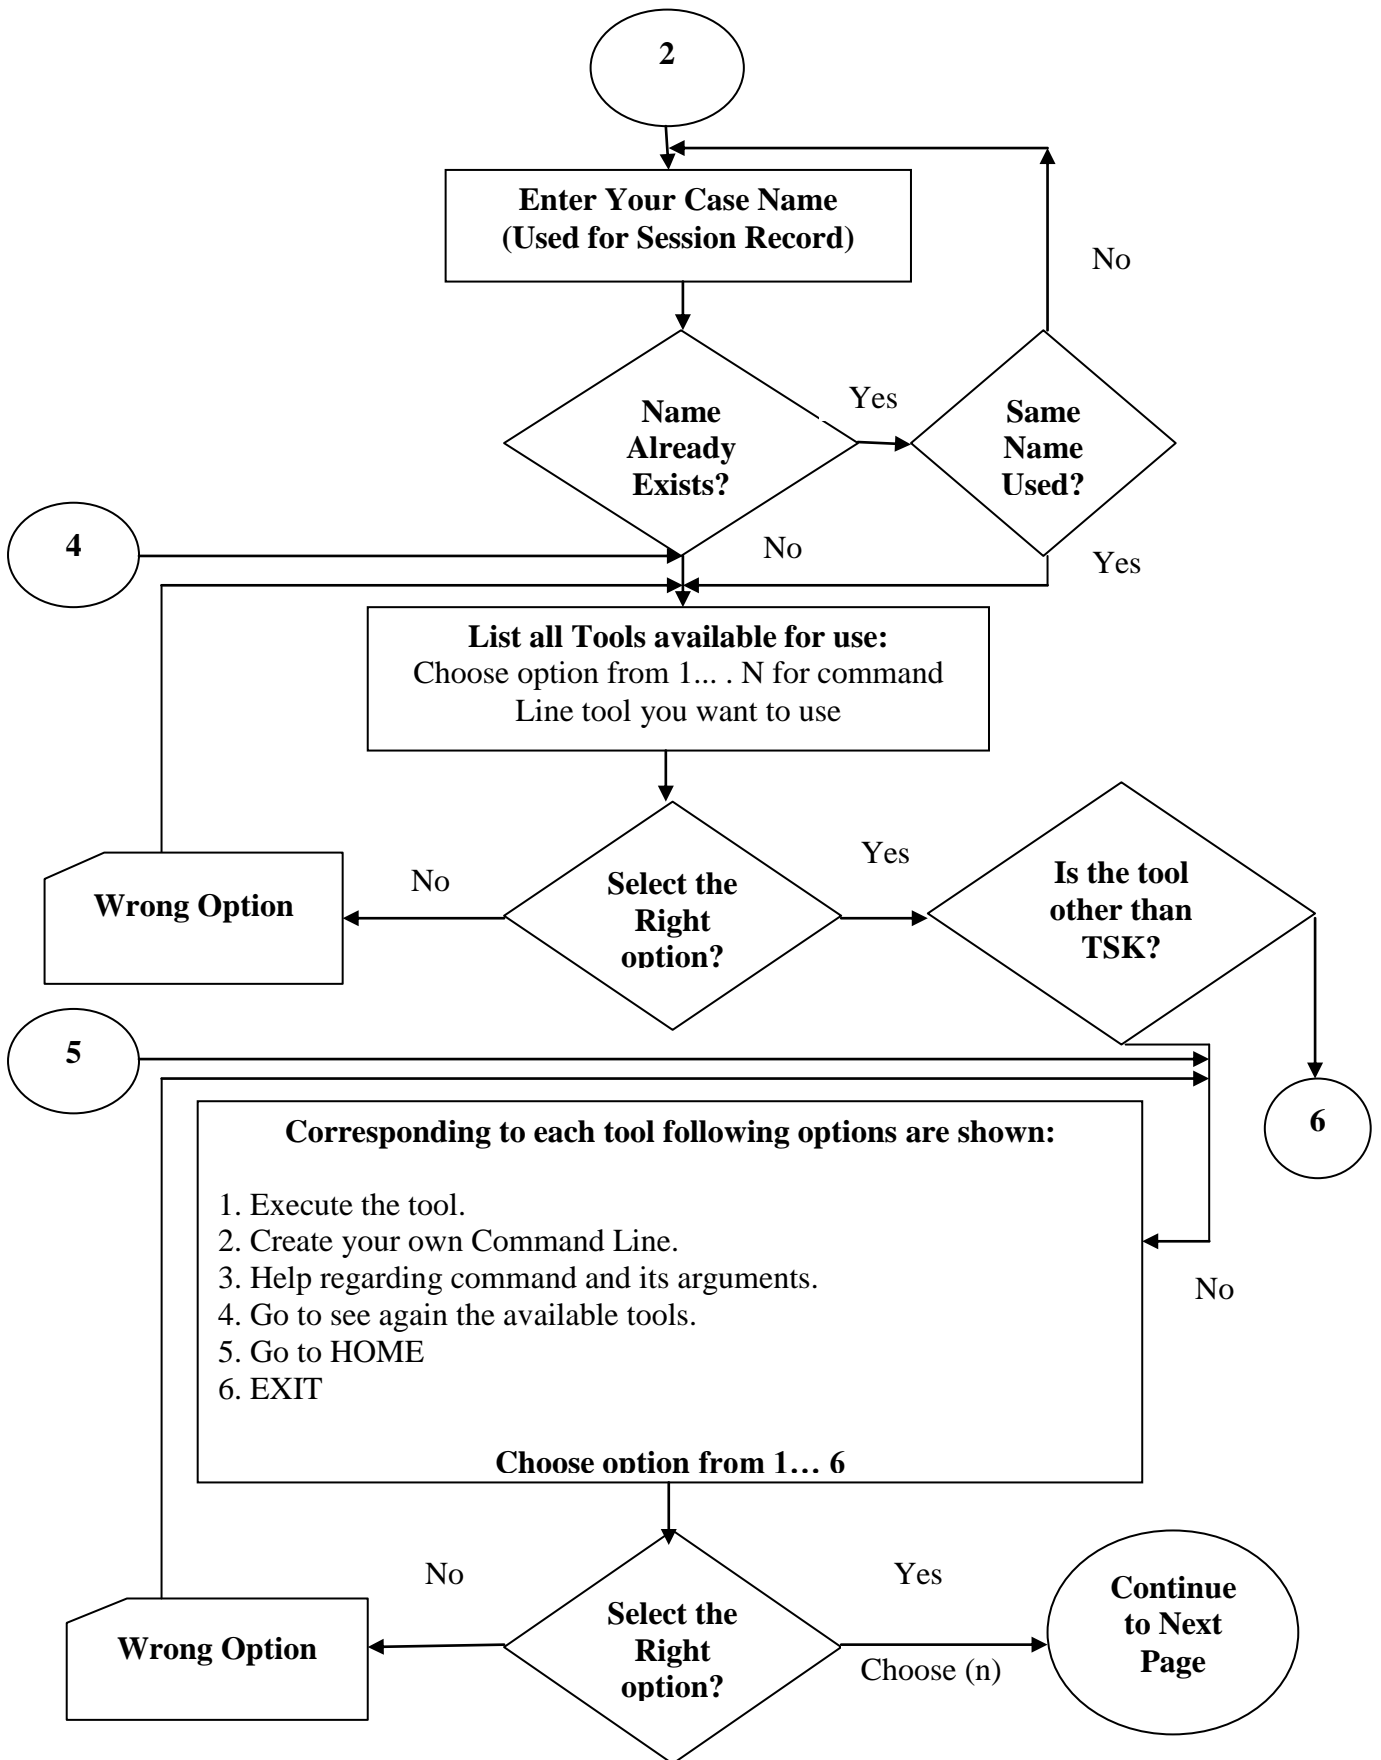 2
Enter Your Case Name
(Used for Session Record)
No
Name
Already
Exists?
Yes
Same
Name
Used?
4
No
Yes
List all Tools available for use:
Choose option from 1... . N for command
Line tool you want to use
Wrong Option
No
Select the
Right
option?
Yes
Is the tool
other than
TSK?
5
6
Corresponding to each tool following options are shown:
1. Execute the tool.
2. Create your own Command Line.
3. Help regarding command and its arguments.
4. Go to see again the available tools.
5. Go to HOME
6. EXIT
Choose option from 1… 6
No
Wrong Option
No
Select the
Right
option?
Yes
Choose (n)
Continue
to Next
Page